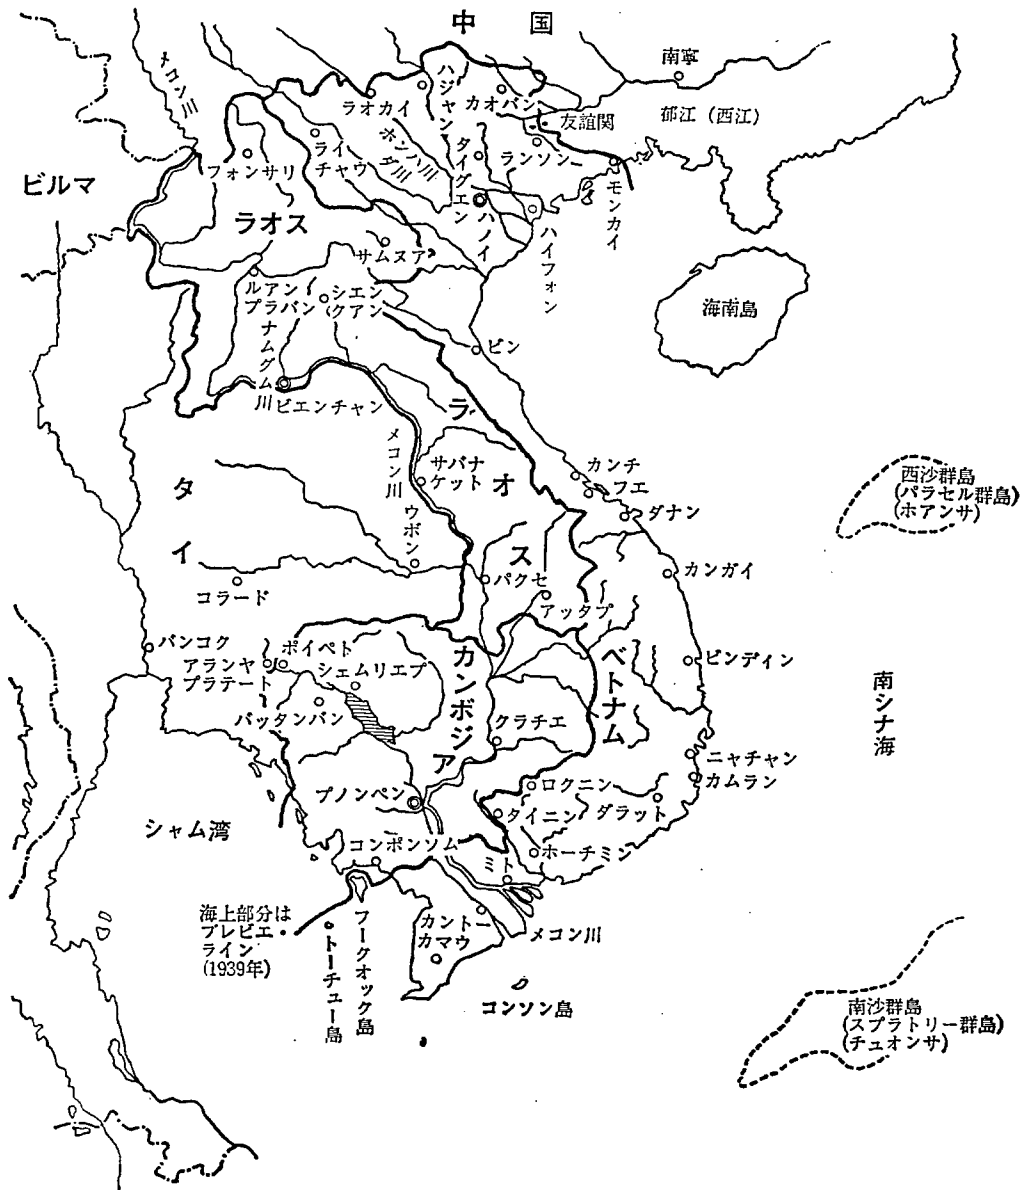 中国
南寧
メコン川
ハジャン
ラオカイ
カオバン
友誼関
郁江（西江）
ホンハ川
ダ川
タイグエン
ランソン
ライ
チャウ
フォンサリ
ビルマ
モンカイ
ラオス
ハノイ
ハイフォン
サムヌア
ルアン
プラバン
シエン
クアン
海南島
ナムグム川
ビン
ビエンチャン
ラオス
メコン川
サバナ
ケット
カンチ
フエ
西沙群島
(パラセル群島)
(ホアンサ)
タイ
ウボン
ダナン
カンガイ
コラード
パクセ
アッタプ
バンコク
ポイペト
アランヤ
プラテート
シェムリエプ
カンボジア
ベトナム
ビンディン
南シナ海
バッタンバン
クラチエ
ニャチャン
カムラン
プノンペン
ロクニン
タイニン
ダラット
シャム湾
コンポンソム
ホーチミン
ミト
海上部分は
ブレビエ・
ライン
(1939年)
フークオック島
トーチュー島
カントー
カマウ
メコン川
コンソン島
南沙群島
(スプラトリー群島)
(チュオンサ)